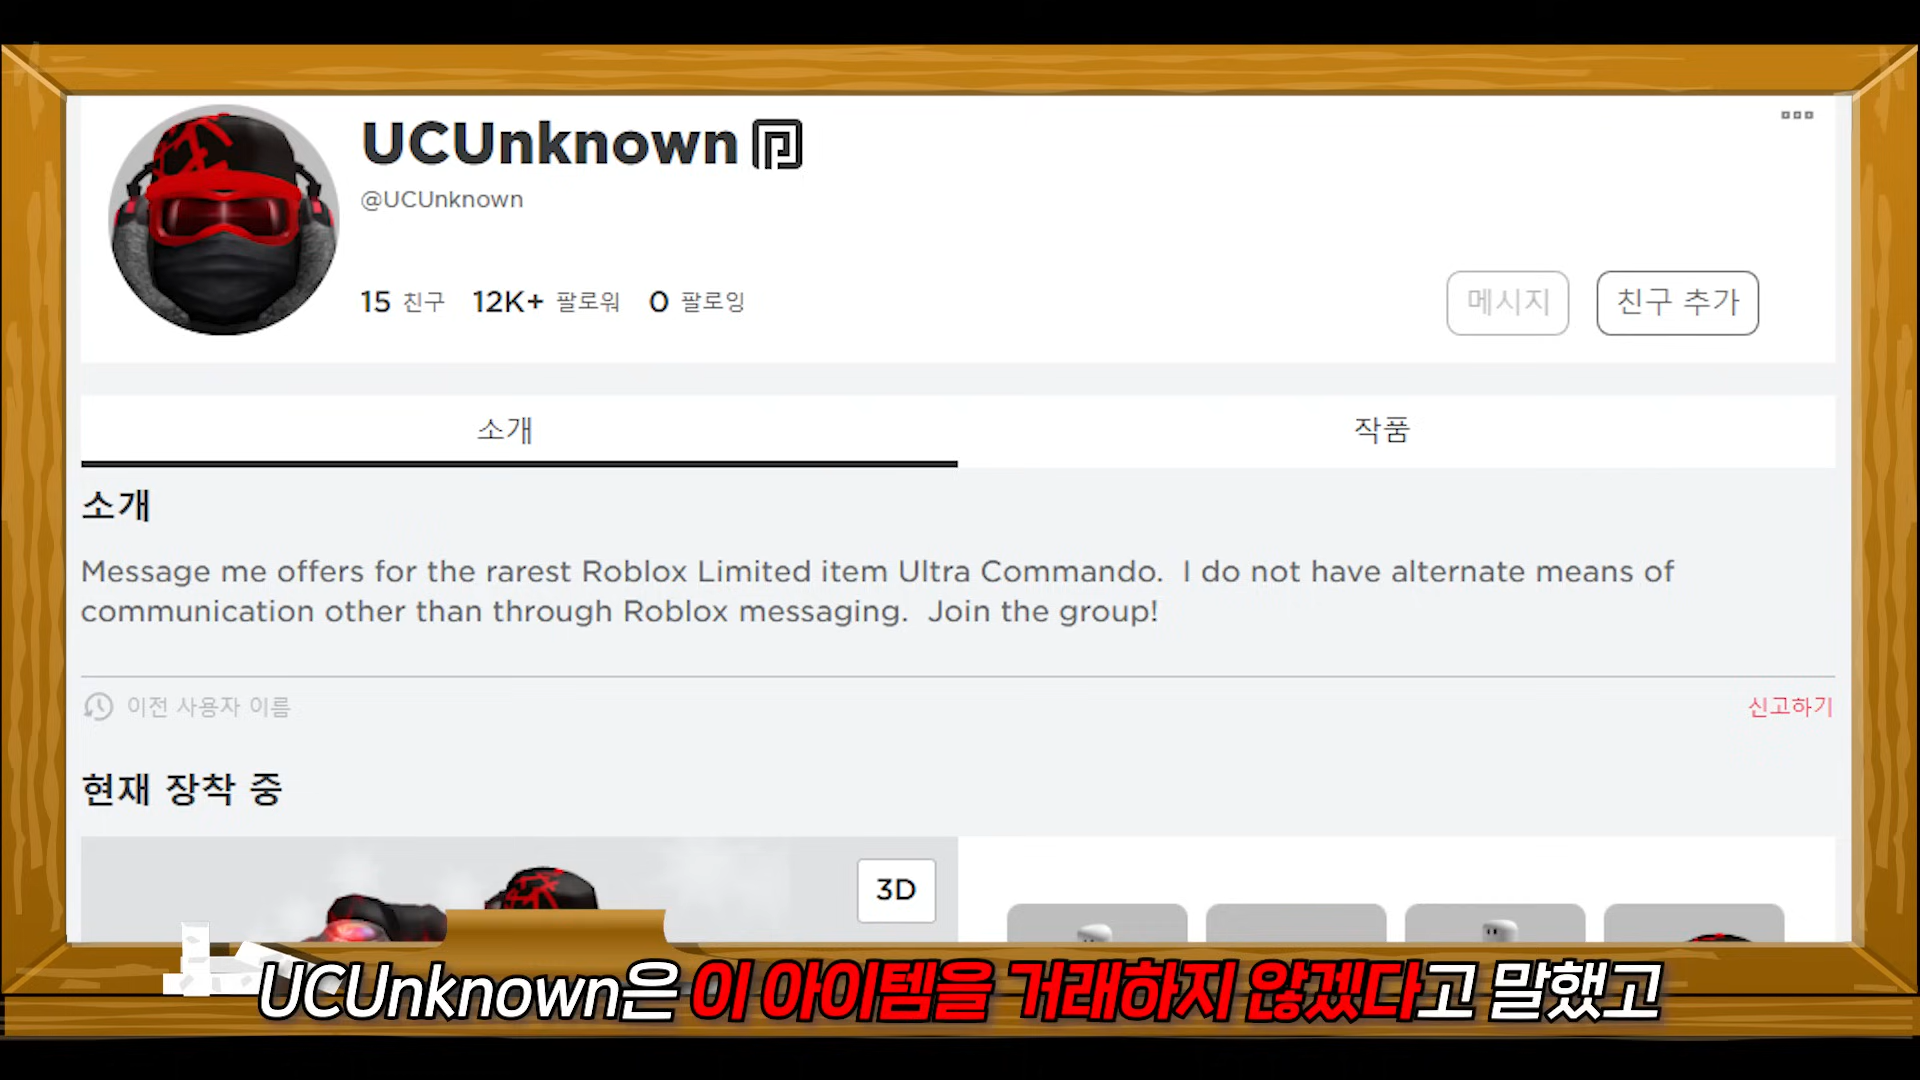 UCUnknown
@UCUnknown
15 친구 12K+ 팔로워 0 팔로잉
메시지
친구 추가
소개
작품
소개
Message me offers for the rarest Roblox Limited item Ultra Commando.  I do not have alternate means of
communication other than through Roblox messaging.  Join the group!
이전 사용자 이름
신고하기
현재 장착 중
3D
UCUnknown은 이 아이템을 거래하지 않겠다고 말했고